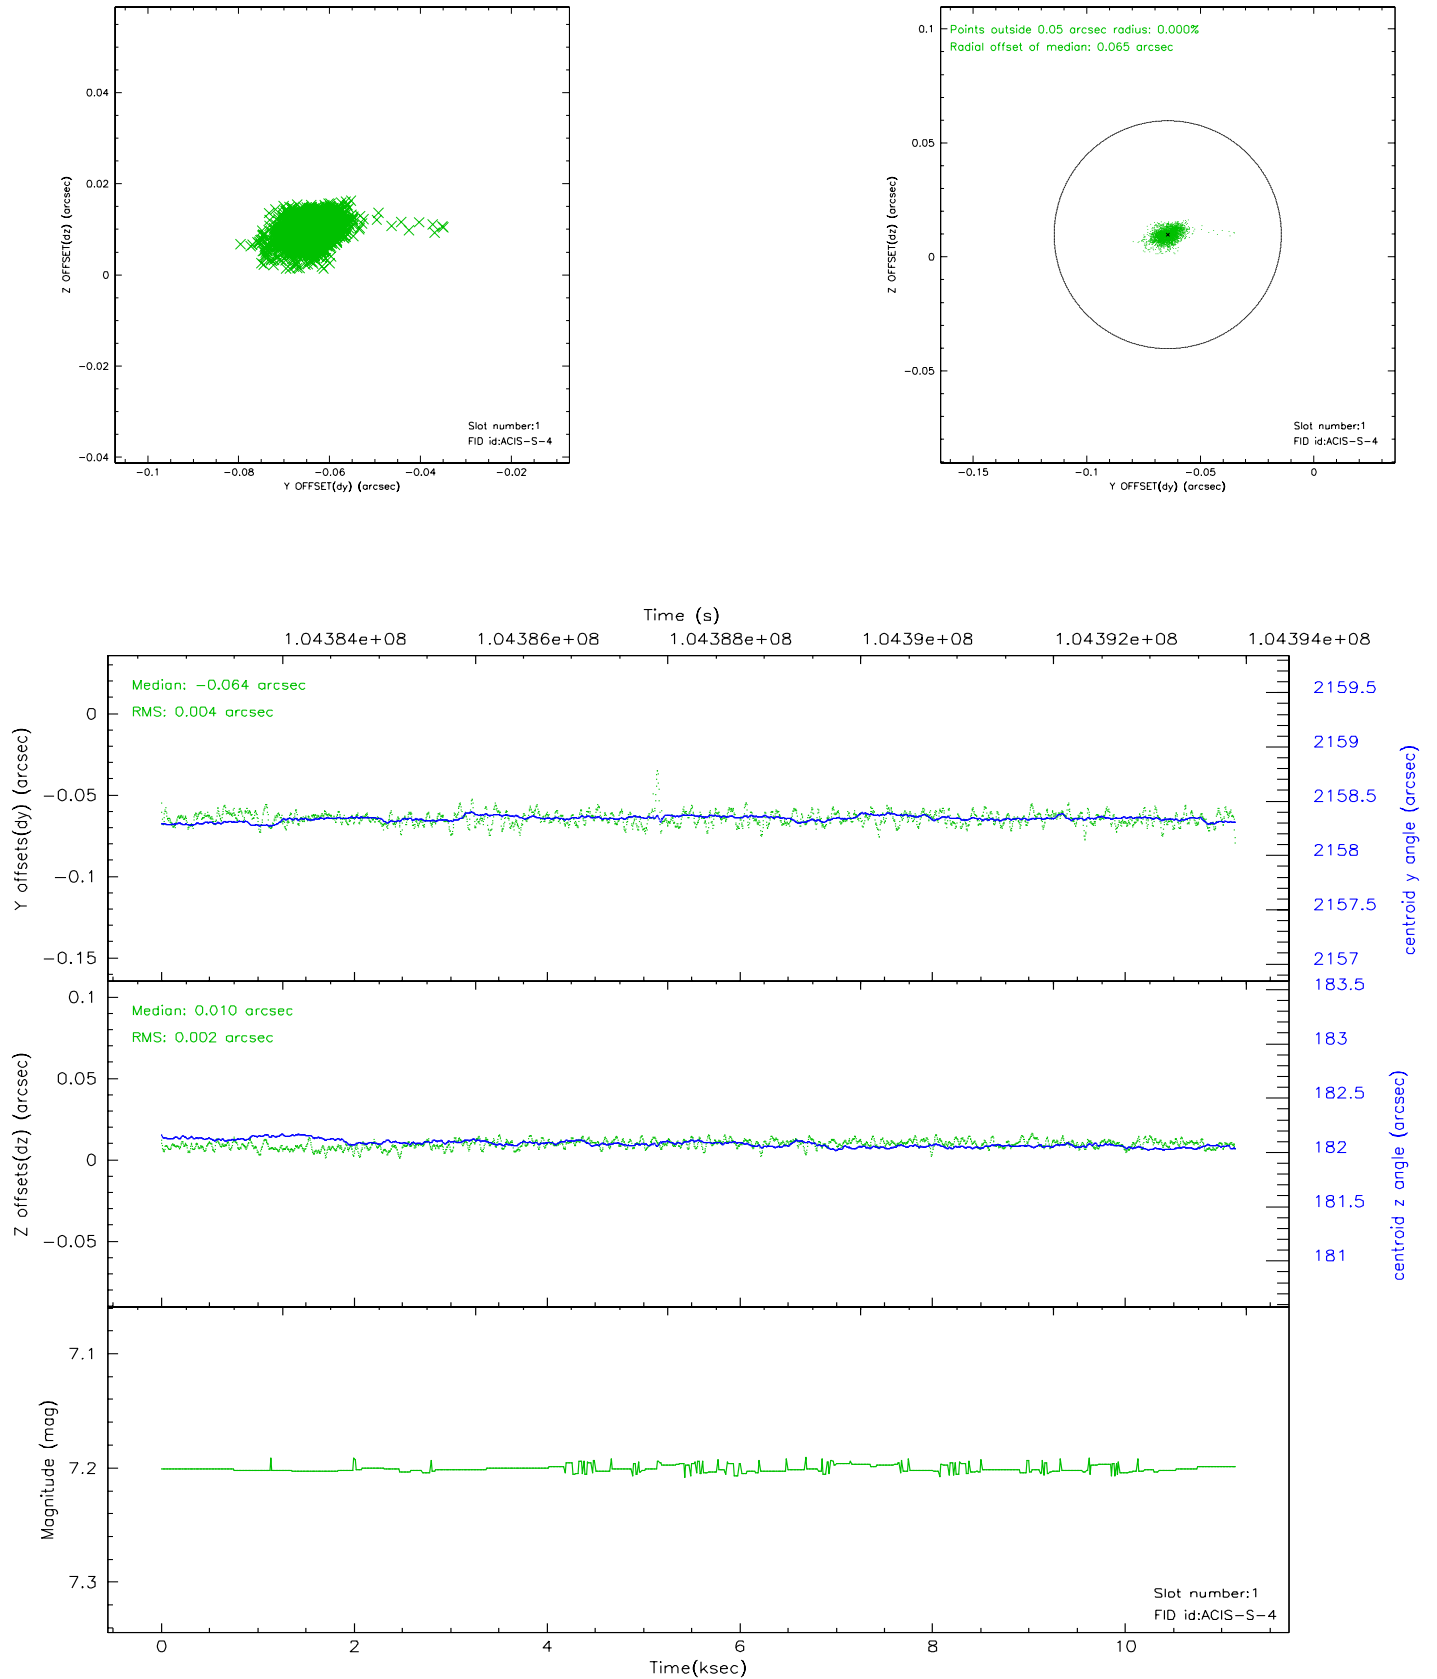 0.04
0.02
0
−0.02
−0.04
Z OFFSET(dz) (arcsec)
Slot number:1
FID id:ACIS−S−4
−0.1 −0.08 −0.06 −0.04 −0.02
Y OFFSET(dy) (arcsec)
Points outside 0.05 arcsec radius: 0.000%
Radial offset of median: 0.065 arcsec
0.1
0.05
0
−0.05
Z OFFSET(dz) (arcsec)
Slot number:1
FID id:ACIS−S−4
−0.15 −0.1 −0.05 0
Y OFFSET(dy) (arcsec)
Time (s)
1.04384e+08 1.04386e+08 1.04388e+08 1.0439e+08 1.04392e+08 1.04394e+08
Median: −0.064 arcsec
RMS: 0.004 arcsec
0
−0.05
−0.1
−0.15
Y offsets(dy) (arcsec)
2159.5
2159
2158.5
2158
2157.5
2157
centroid y angle (arcsec)
Median: 0.010 arcsec
RMS: 0.002 arcsec
0.1
0.05
0
−0.05
Z offsets(dz) (arcsec)
183.5
183
182.5
182
181.5
181
centroid z angle (arcsec)
7.1
7.2
7.3
Magnitude (mag)
Slot number:1
FID id:ACIS−S−4
0 2 4 6 8 10
Time(ksec)